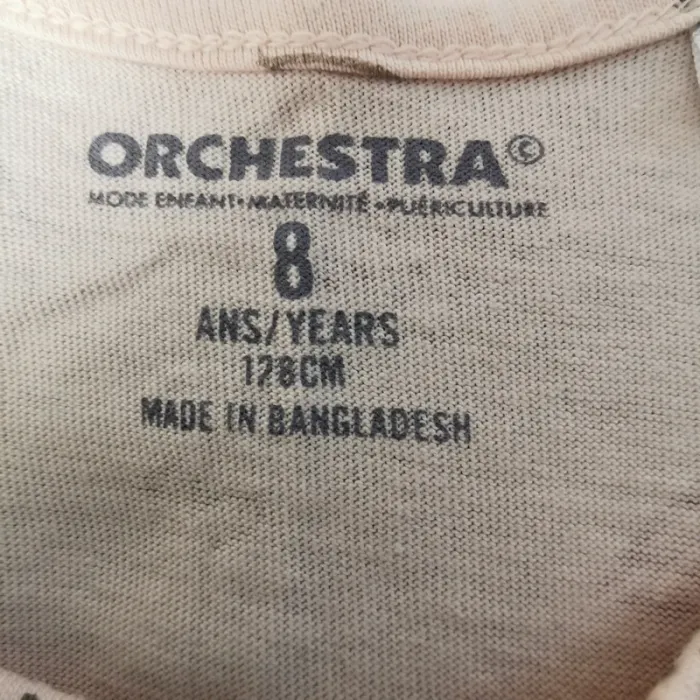 ORCHESTRA©
MODE ENFANT•MATERNITÉ•PUÉRICULTURE
8
ANS/YEARS
128CM
MADE IN BANGLADESH